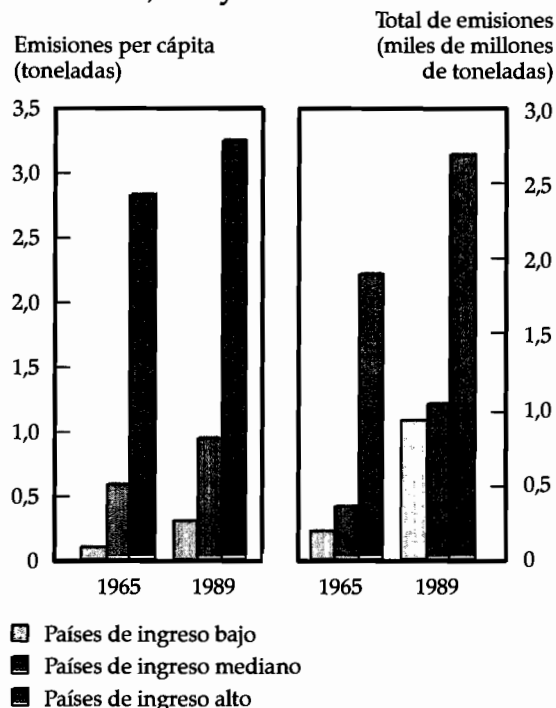 Emisiones per cápita
(toneladas)
Total de emisiones
(miles de millones
de toneladas)
3,5
3,0
2,5
2,0
1,5
1,0
0,5
0
3,0
2,5
2,0
1,5
1,0
0,5
0
1965 1989
1965 1989
Países de ingreso bajo
Países de ingreso mediano
Países de ingreso alto